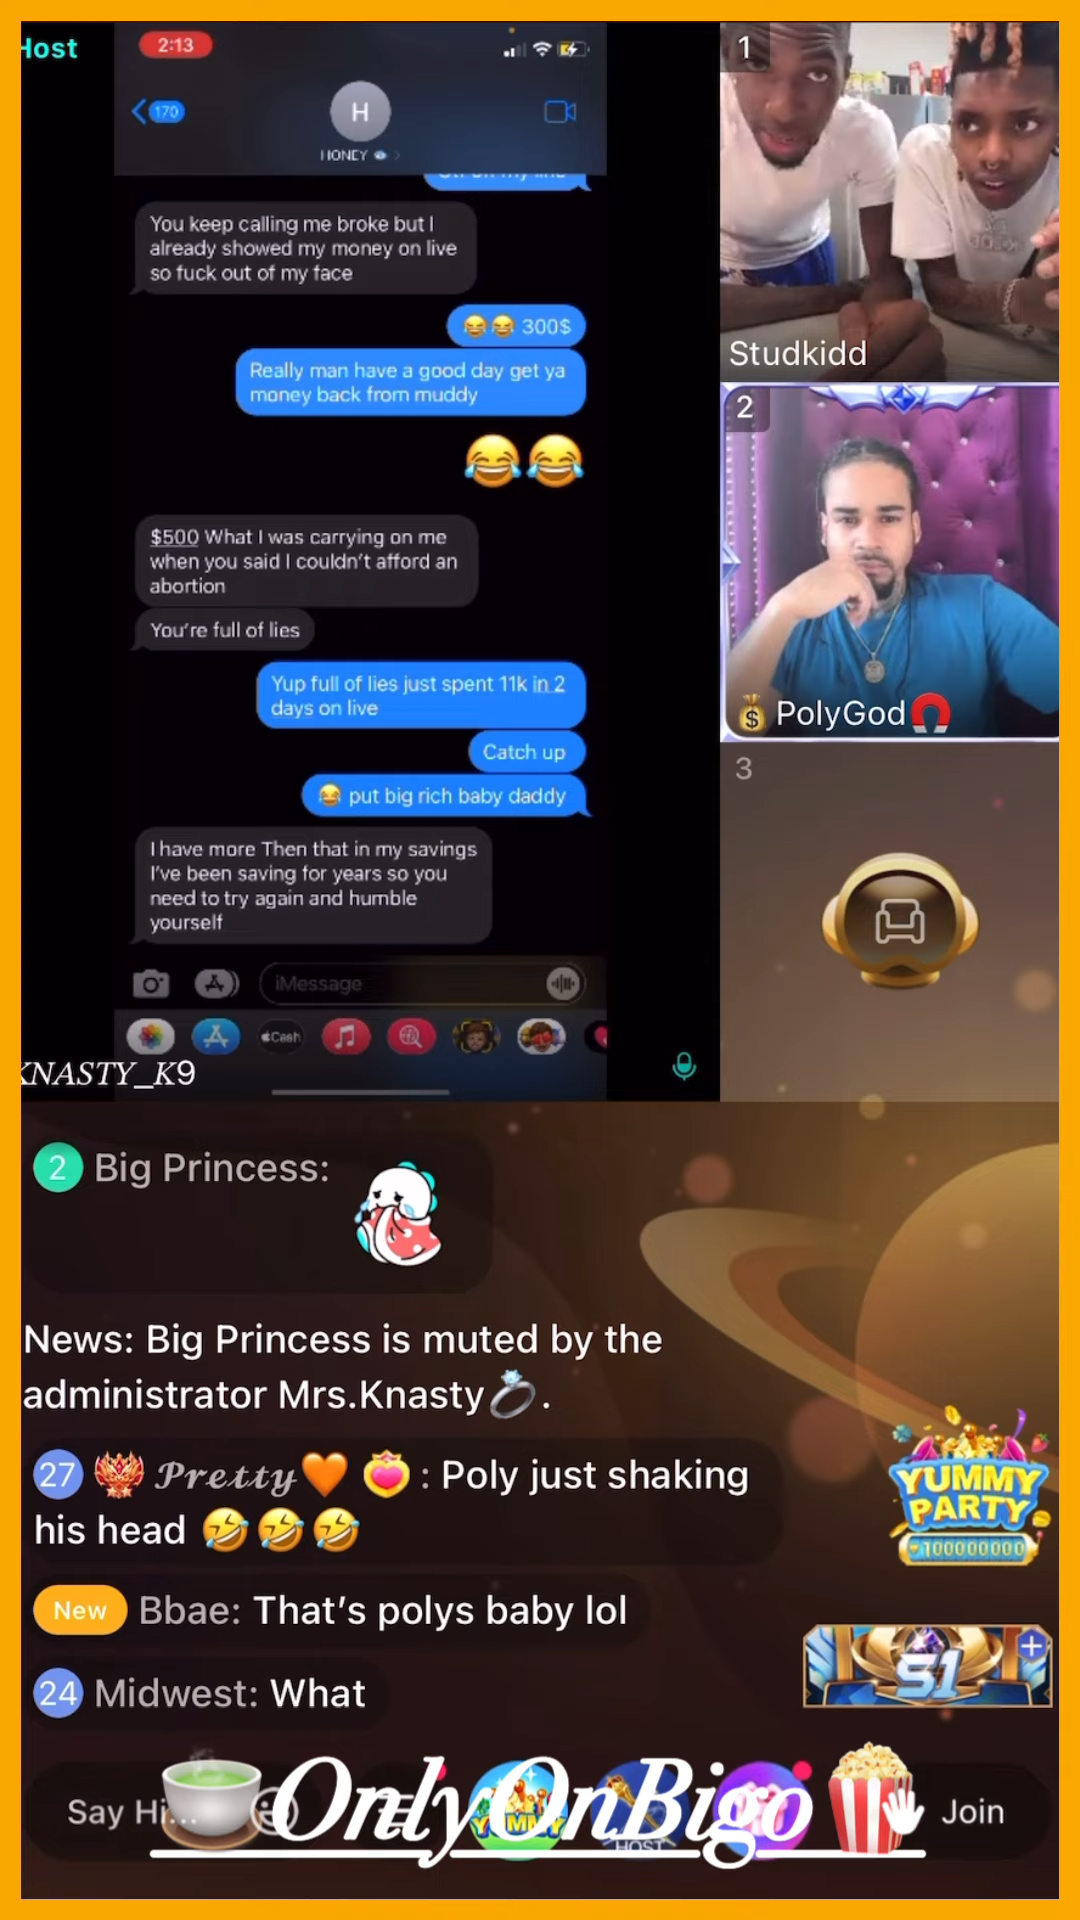 Host
2:13
170
H
HONEY
You keep calling me broke but I
already showed my money on live
so fuck out of my face
😂😂 300$
Really man have a good day get ya
money back from muddy
😂😂
$500 What I was carrying on me
when you said I couldn't afford an
abortion
You're full of lies
Yup full of lies just spent 11k in 2
days on live
Catch up
😂 put big rich baby daddy
I have more Then that in my savings
I've been saving for years so you
need to try again and humble
yourself
iMessage
Cash
KNASTY_K9
1
Studkidd
2
PolyGod🧲
3
2 Big Princess:
News: Big Princess is muted by the
administrator Mrs.Knasty💍.
27 Pretty🧡 : Poly just shaking
his head 🤣🤣🤣
New Bbae: That's polys baby lol
24 Midwest: What
YUMMY
PARTY
100000000
S1
Say Hi...
YUMMY
HOST
Join
🍵OnlyOnBigo🍿